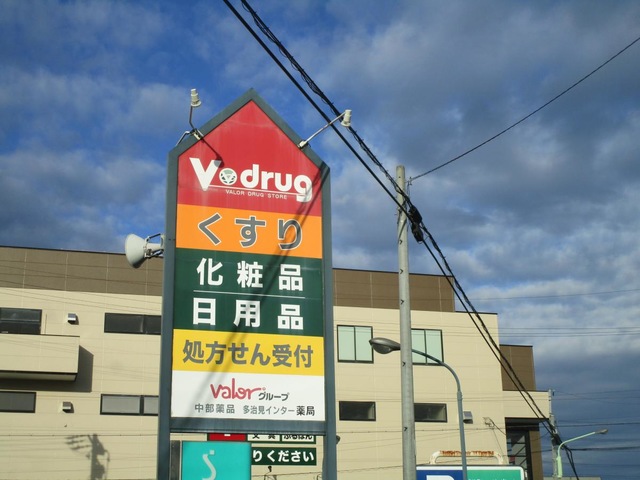 V drug
VALOR DRUG STORE
くすり
化粧品
日用品
処方せん受付
valor グループ
中部薬品 多治見インター薬局
りください
P